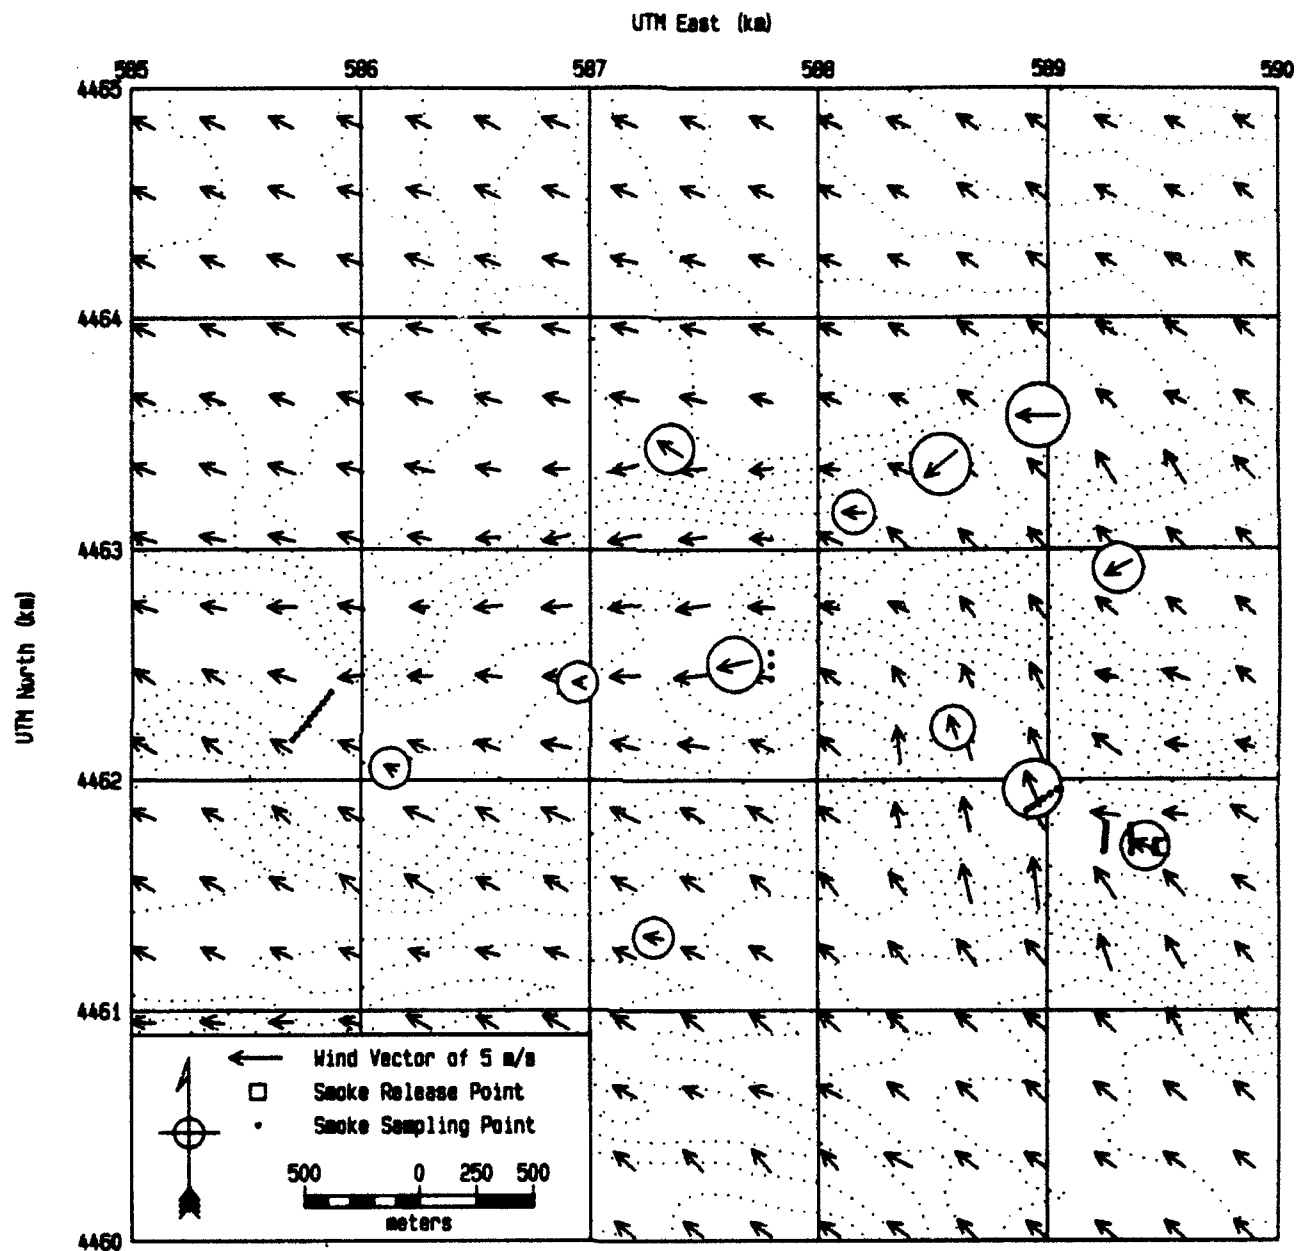 UTM East (km)
585 586 587 588 589 590
4465
4464
4463
UTM North (km)
4462
4461
Wind Vector of 5 m/s
Smoke Release Point
Smoke Sampling Point
500 0 250 500
meters
4460